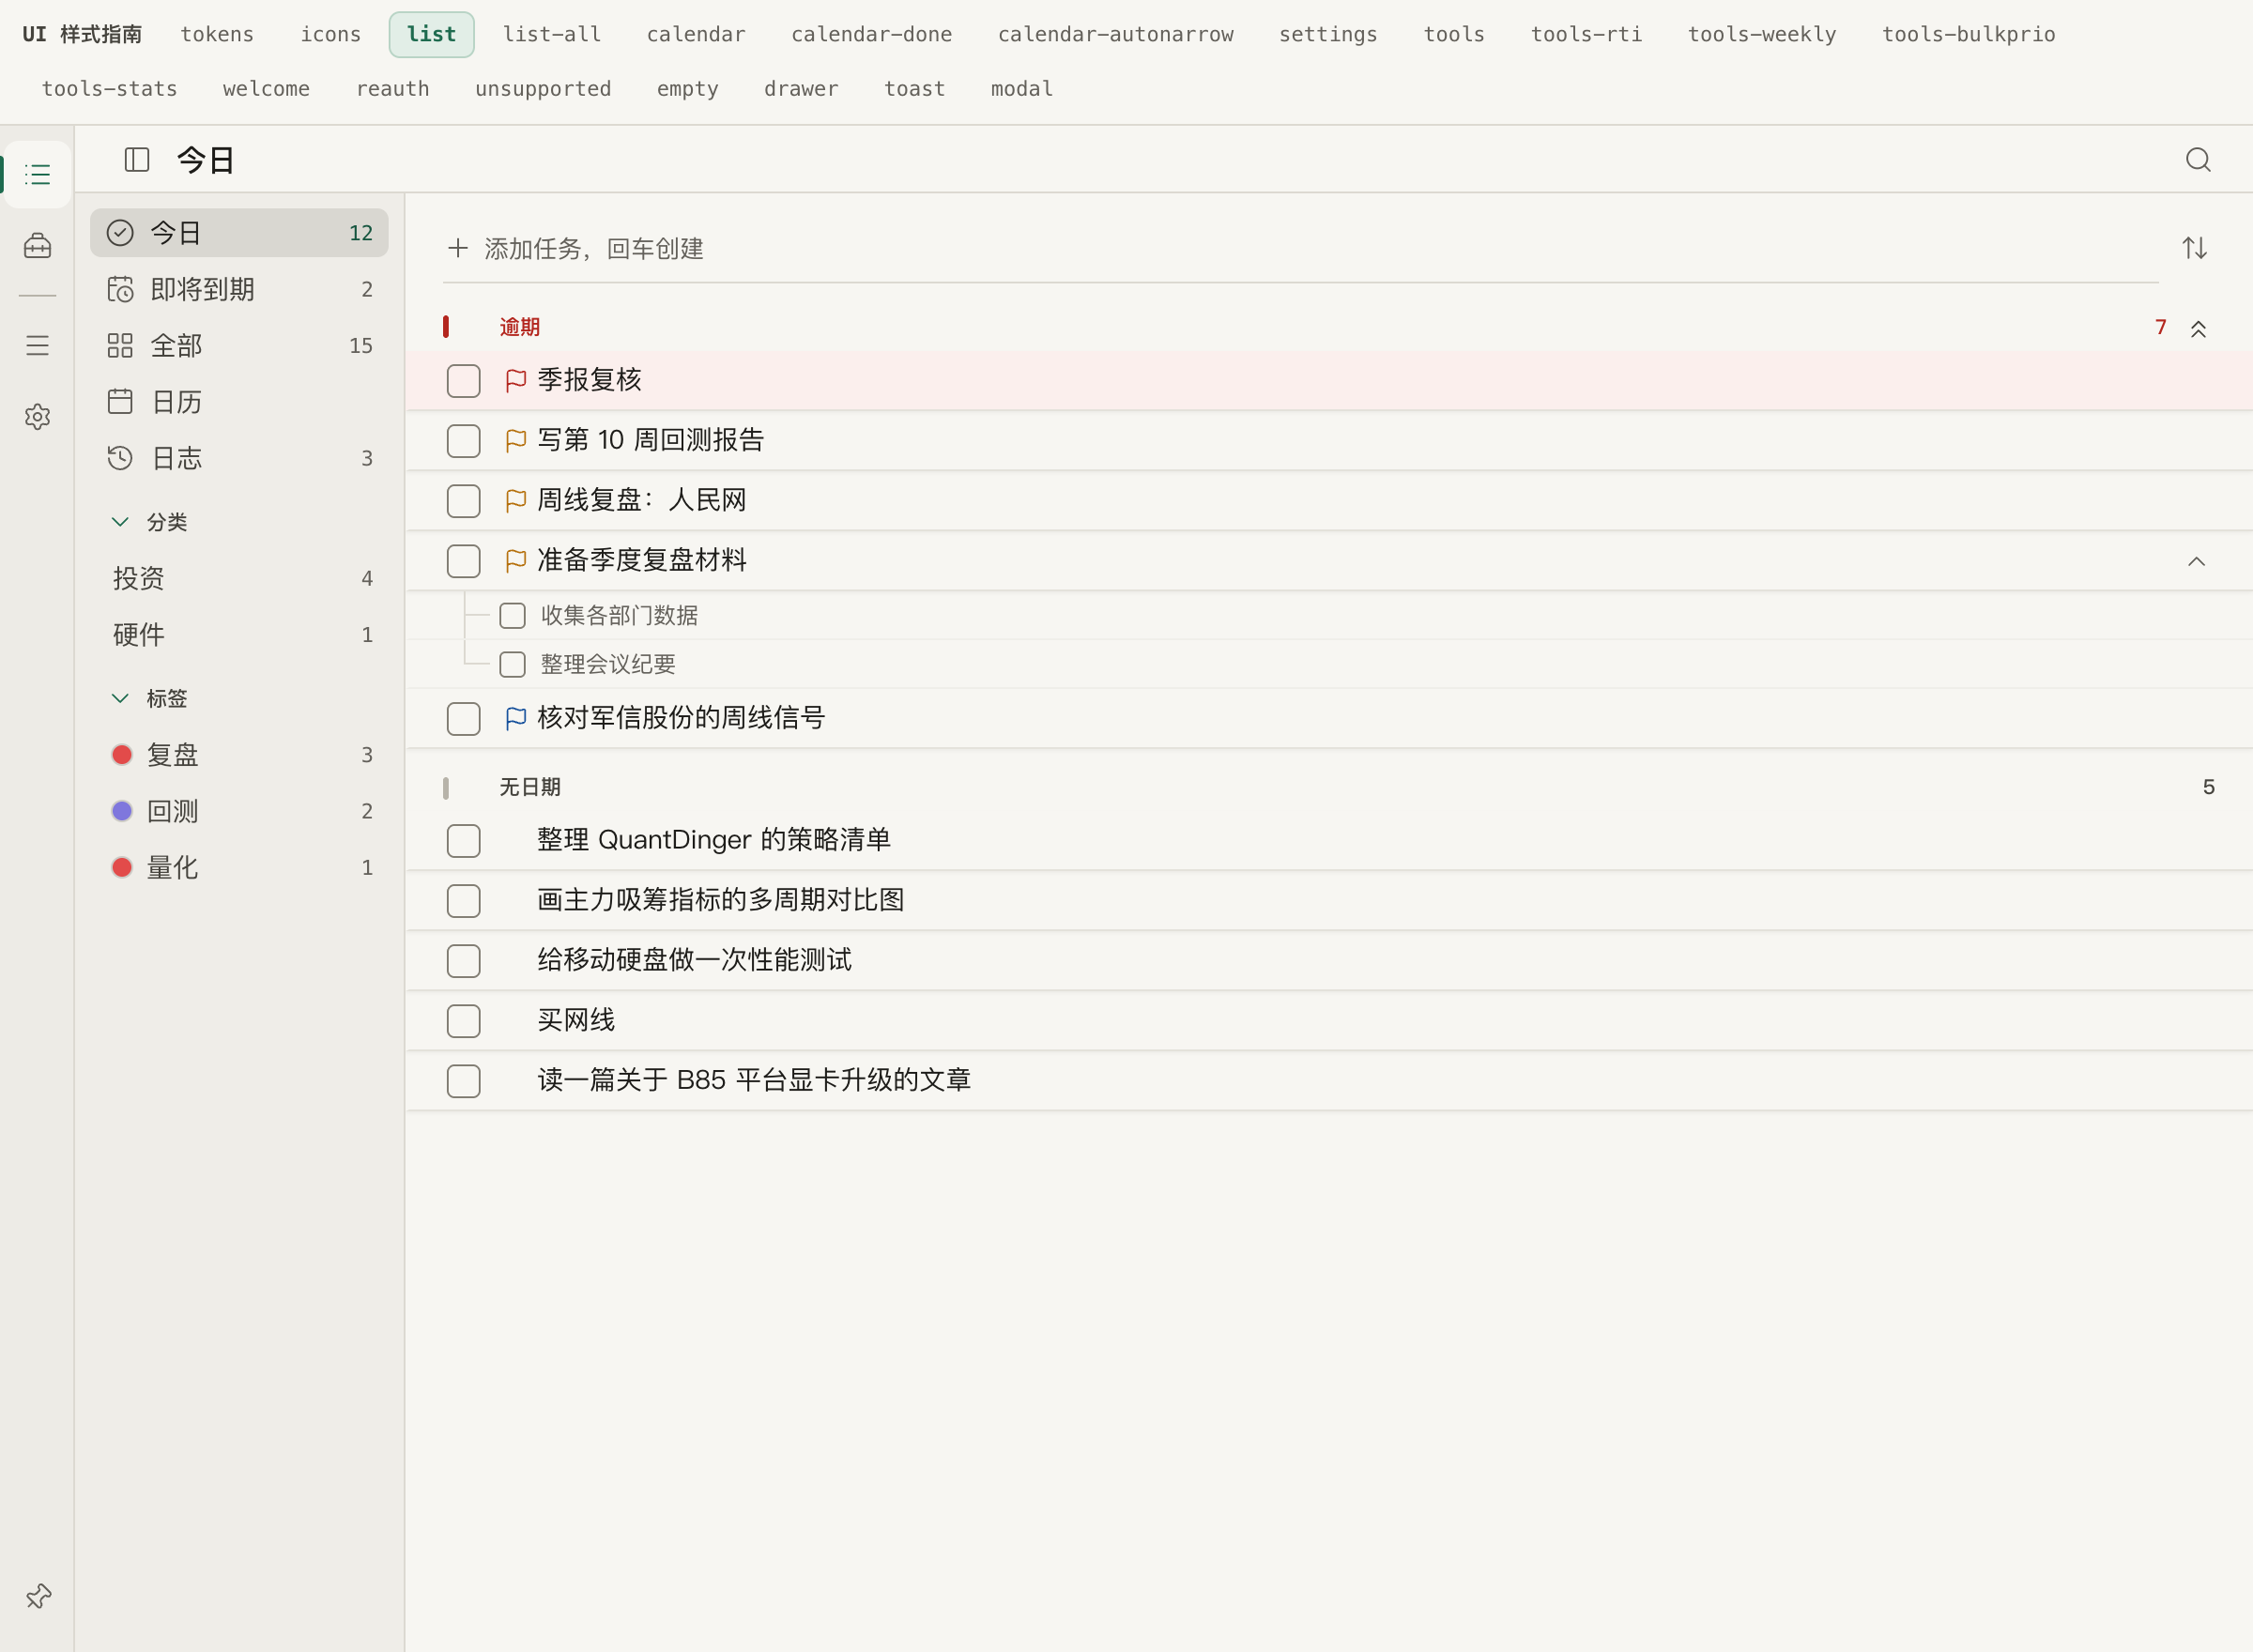 UI 样式指南 tokens icons list list-all calendar calendar-done calendar-autonarrow settings tools tools-rti tools-weekly tools-bulkprio
tools-stats welcome reauth unsupported empty drawer toast modal
今日
今日 12
即将到期 2
全部 15
日历
日志 3
分类
投资 4
硬件 1
标签
复盘 3
回测 2
量化 1
添加任务，回车创建
逾期 7
季报复核
写第 10 周回测报告
周线复盘：人民网
准备季度复盘材料
收集各部门数据
整理会议纪要
核对军信股份的周线信号
无日期 5
整理 QuantDinger 的策略清单
画主力吸筹指标的多周期对比图
给移动硬盘做一次性能测试
买网线
读一篇关于 B85 平台显卡升级的文章